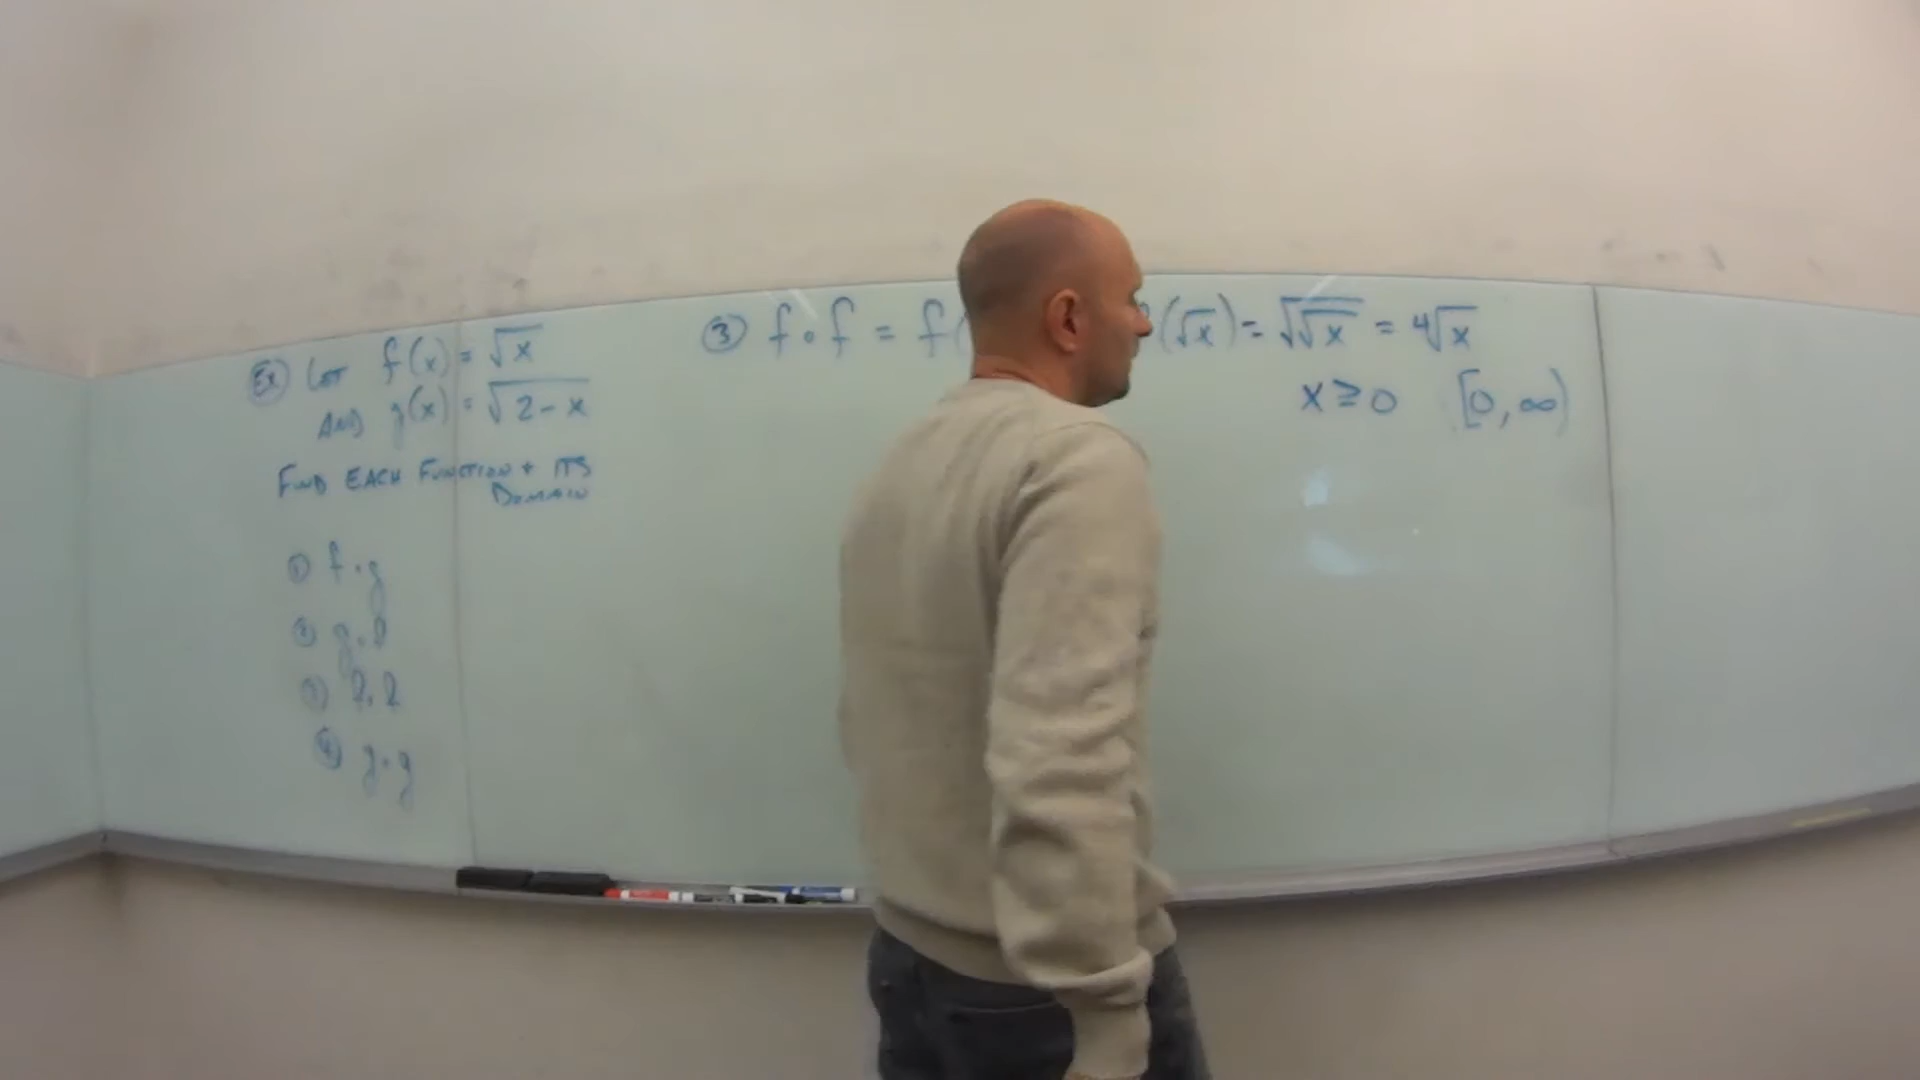 Ex Let f(x) = √x
AND g(x) = √(2-x)
FIND EACH FUNCTION + ITS
DOMAIN
① f∘g
② g∘f
③ f∘f
④ g∘g
③ f∘f = f( (√x) = √√x = ⁴√x
x ≥ 0 [0, ∞)